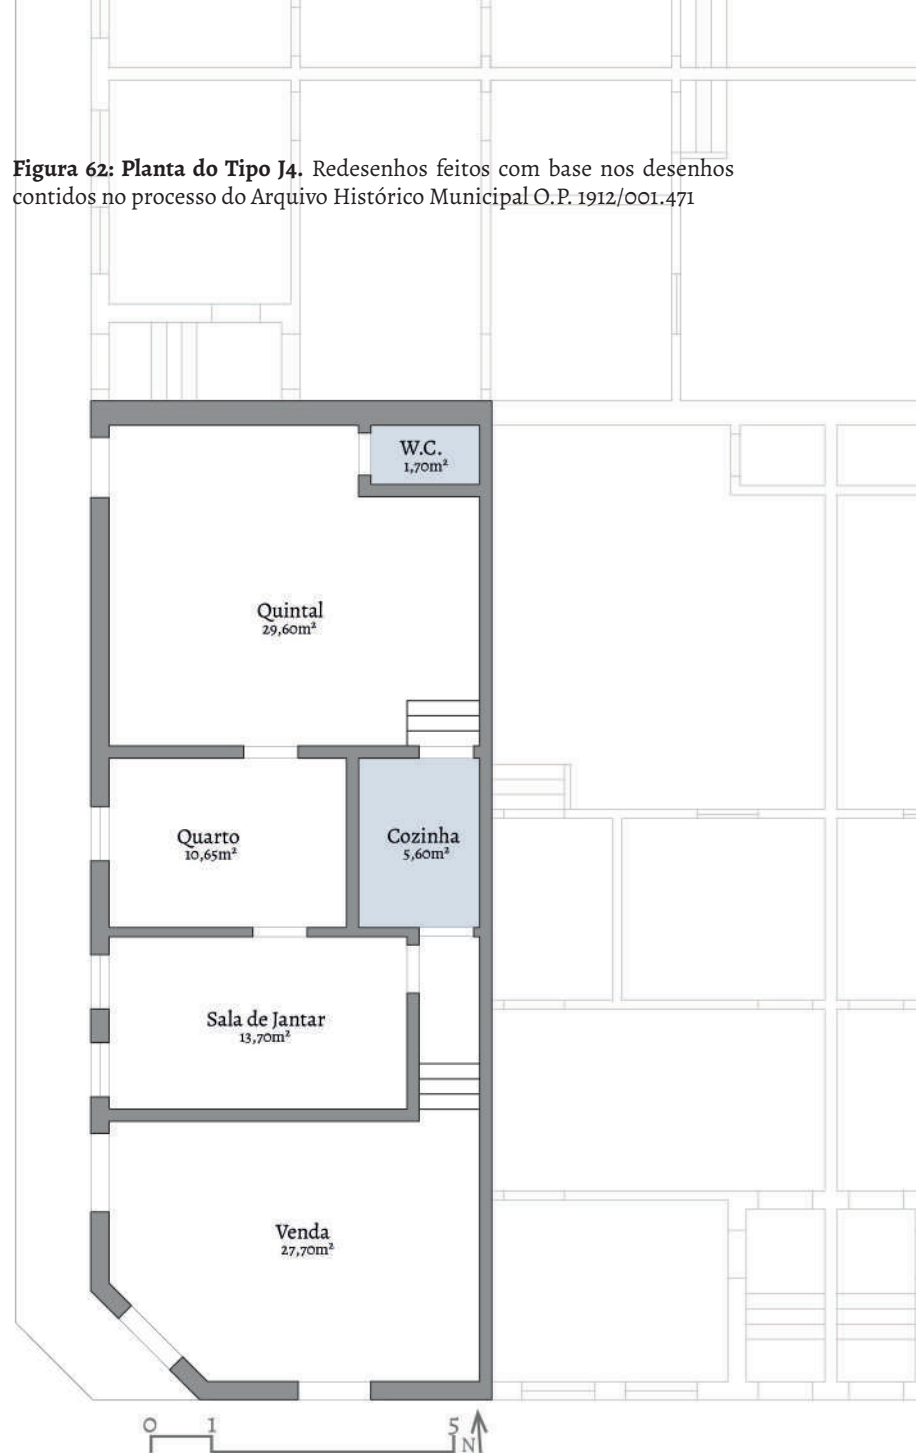 Figura 62: Planta do Tipo J4. Redesenhos feitos com base nos desenhos
contidos no processo do Arquivo Histórico Municipal O.P. 1912/001.471
W.C.
1,70m²
Quintal
29,60m²
Quarto
10,65m²
Cozinha
5,60m²
Sala de Jantar
13,70m²
Venda
27,70m²
0 1 5
N